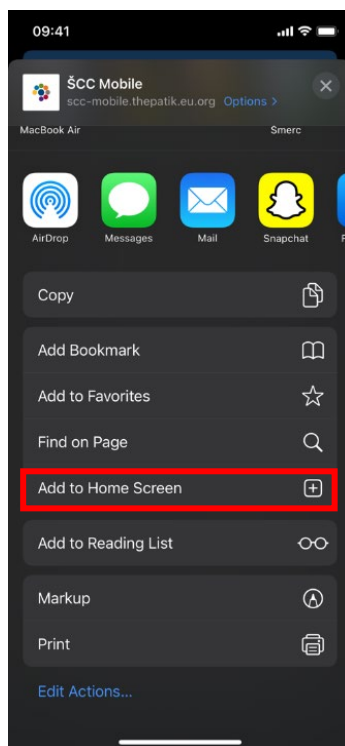 09:41
ŠCC Mobile
scc-mobile.thepatik.eu.org Options >
MacBook Air Smerc
AirDrop Messages Mail Snapchat
Copy
Add Bookmark
Add to Favorites
Find on Page
Add to Home Screen
Add to Reading List
Markup
Print
Edit Actions...